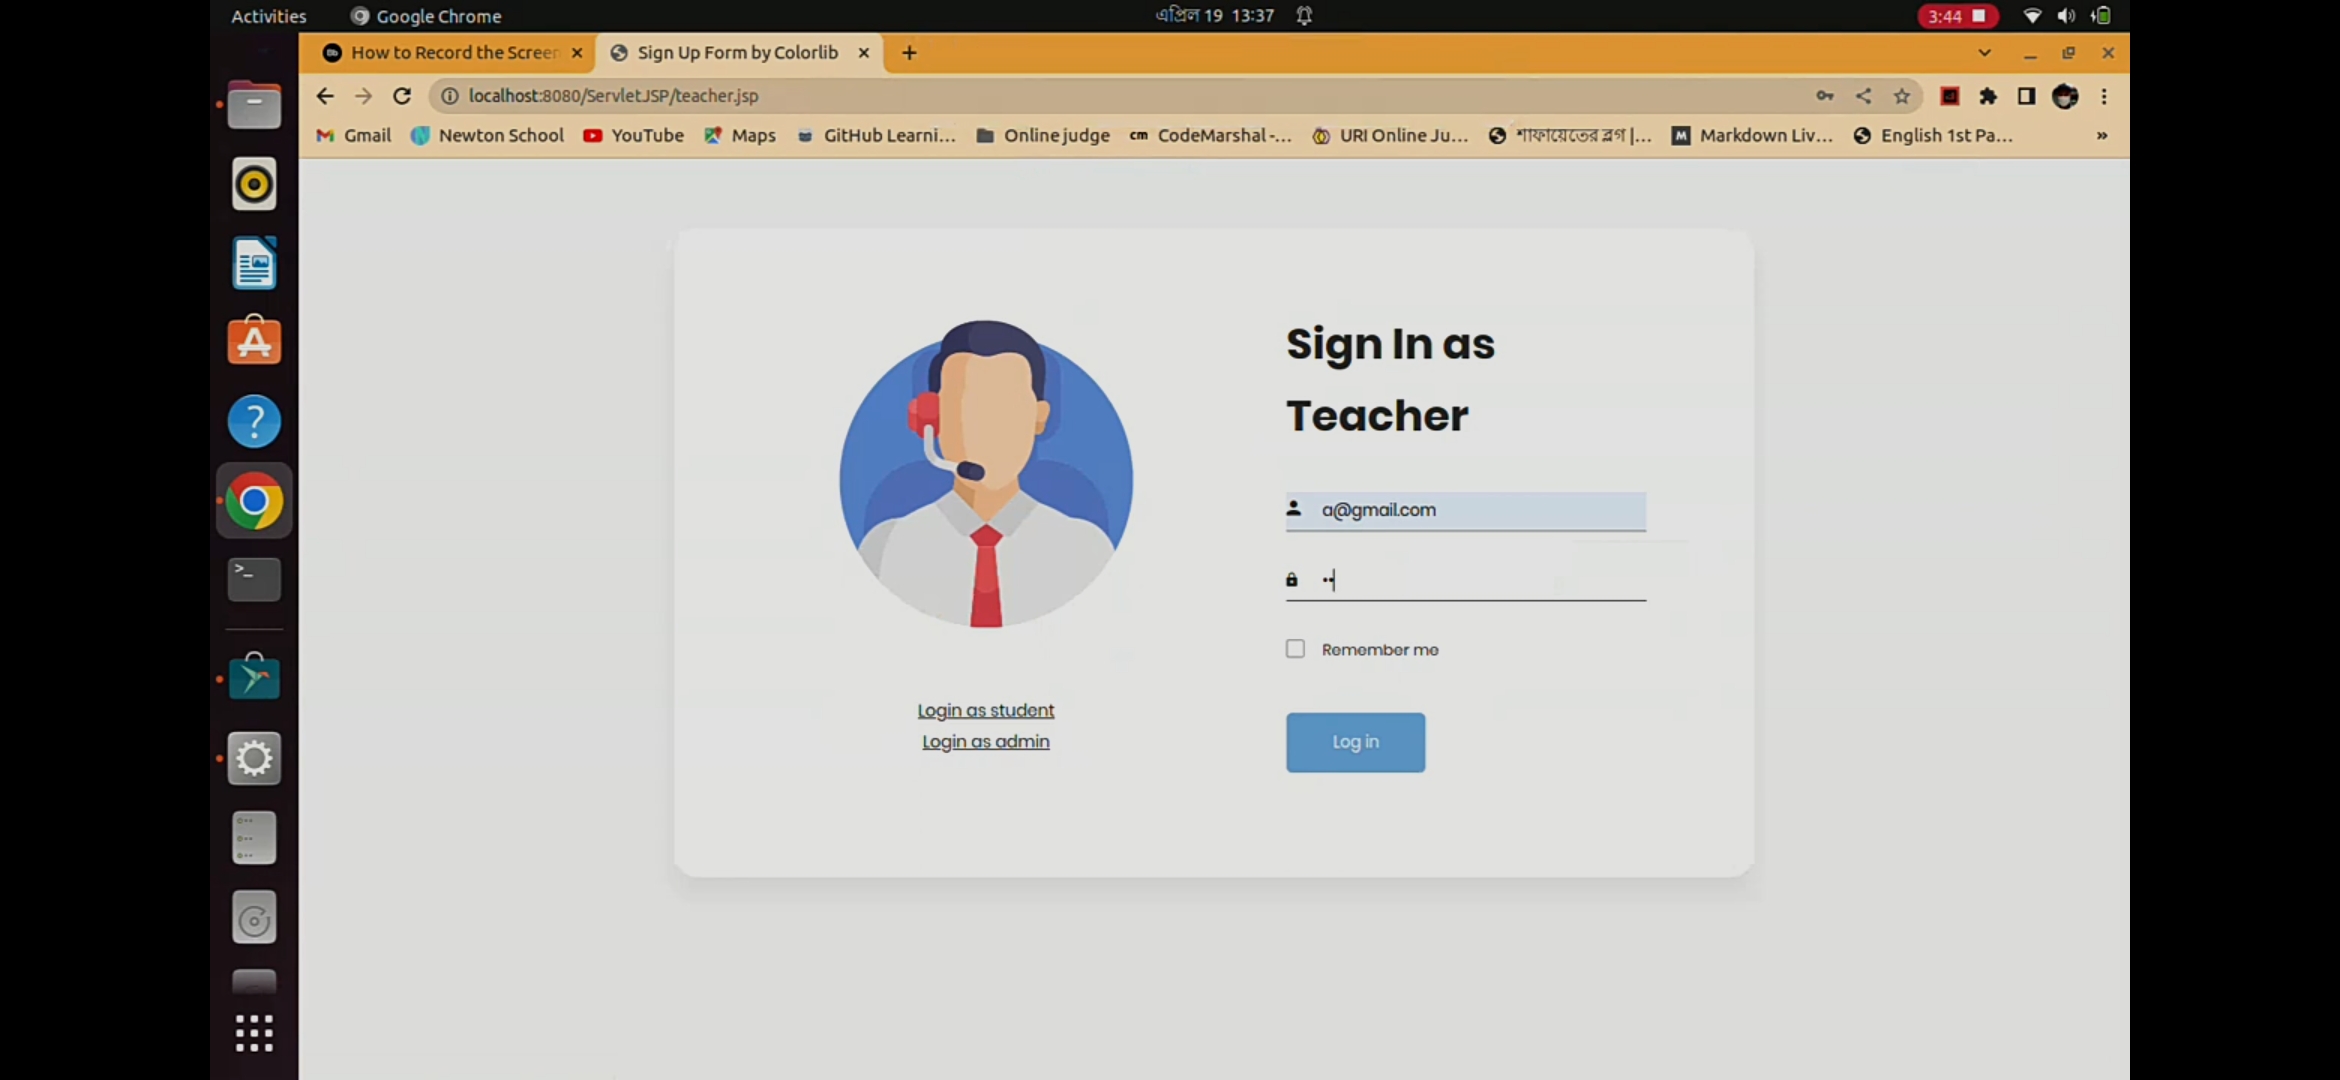 Activities
Google Chrome
এপ্রিল 19 13:37
3:44
How to Record the Screen
Sign Up Form by Colorlib
localhost:8080/ServletJSP/teacher.jsp
Gmail
Newton School
YouTube
Maps
GitHub Learni...
Online judge
cm CodeMarshal -...
URI Online Ju...
শাফায়েতের ব্লগ |...
M Markdown Liv...
English 1st Pa...
»
Sign In as
Teacher
a@gmail.com
Remember me
Login as student
Login as admin
Log in